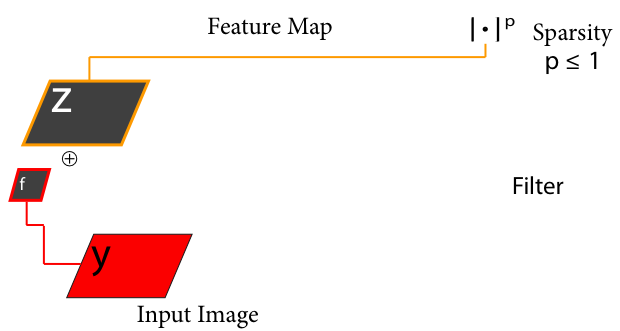 Feature Map
|•|ᵖ
Sparsity
p ≤ 1
z
⊕
f
Filter
y
Input Image